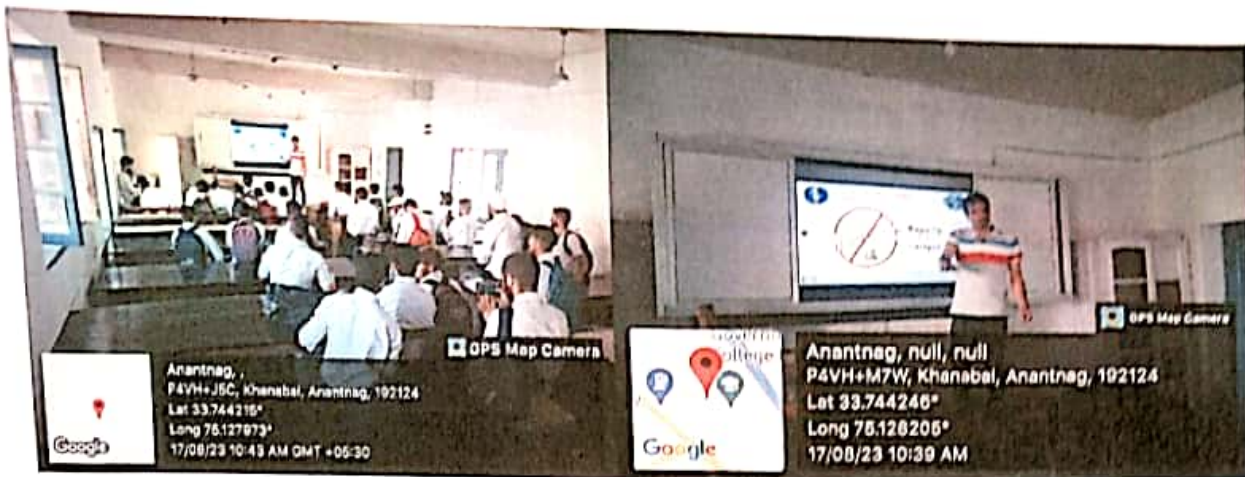 GPS Map Camera
Anantnag, ,
P4VH+J5C, Khanabal, Anantnag, 192124
Lat 33.744215°
Long 75.127973°
17/08/23 10:43 AM GMT +05:30
Google
GPS Map Camera
Govern
ollege
Google
Anantnag, null, null
P4VH+M7W, Khanabal, Anantnag, 192124
Lat 33.744246°
Long 75.128205°
17/08/23 10:39 AM